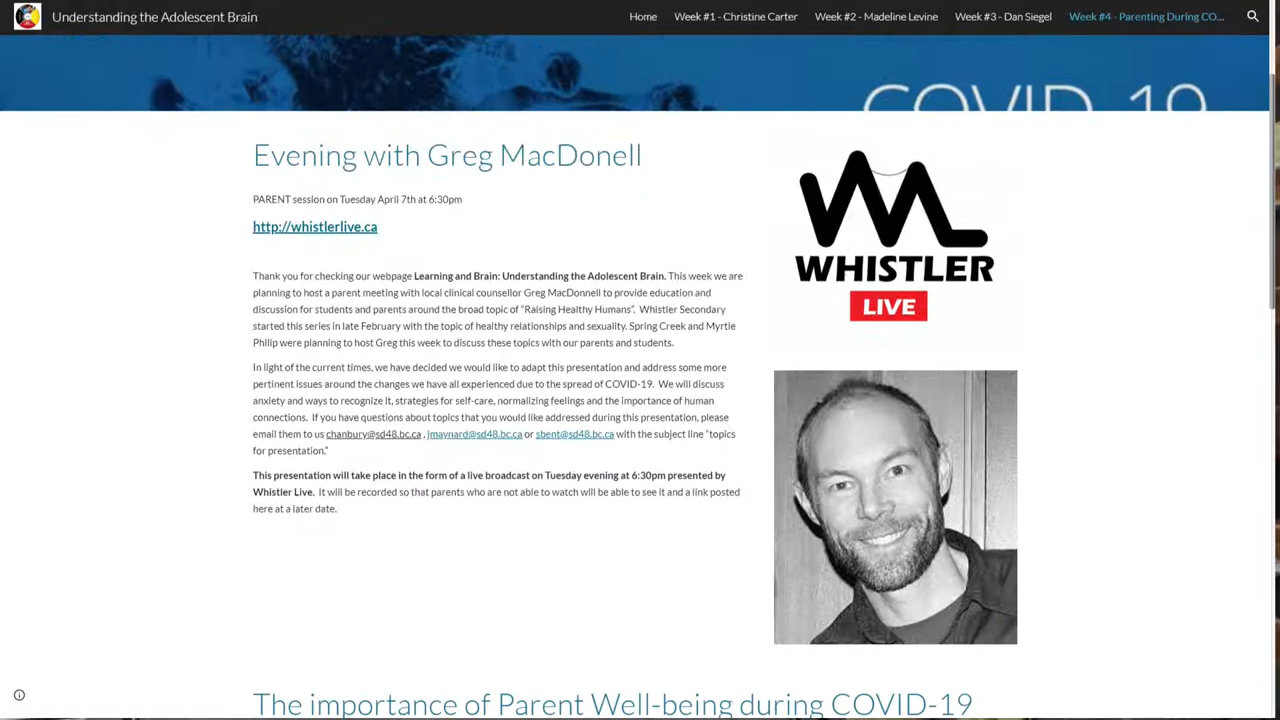 Understanding the Adolescent Brain
Home Week #1 - Christine Carter Week #2 - Madeline Levine Week #3 - Dan Siegel Week #4 - Parenting During CO...
COVID-19
Evening with Greg MacDonell
PARENT session on Tuesday April 7th at 6:30pm
http://whistlerlive.ca
Thank you for checking our webpage Learning and Brain: Understanding the Adolescent Brain. This week we are
planning to host a parent meeting with local clinical counsellor Greg MacDonell to provide education and
discussion for students and parents around the broad topic of “Raising Healthy Humans”. Whistler Secondary
started this series in late February with the topic of healthy relationships and sexuality. Spring Creek and Myrtle
Philip were planning to host Greg this week to discuss these topics with our parents and students.
In light of the current times, we have decided we would like to adapt this presentation and address some more
pertinent issues around the changes we have all experienced due to the spread of COVID-19. We will discuss
anxiety and ways to recognize it, strategies for self-care, normalizing feelings and the importance of human
connections. If you have questions about topics that you would like addressed during this presentation, please
email them to us chanbury@sd48.bc.ca , jmaynard@sd48.bc.ca or sbent@sd48.bc.ca with the subject line “topics
for presentation.”
This presentation will take place in the form of a live broadcast on Tuesday evening at 6:30pm presented by
Whistler Live. It will be recorded so that parents who are not able to watch will be able to see it and a link posted
here at a later date.
WHISTLER
LIVE
The importance of Parent Well-being during COVID-19